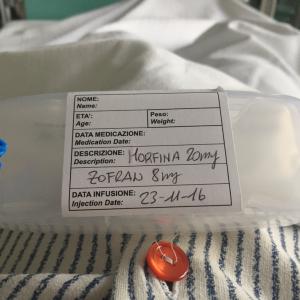 NOME:
Name:
ETA': Peso:
Age: Weight:
DATA MEDICAZIONE:
Medication Date:
DESCRIZIONE: MORFINA 20mg
Description:
ZOFRAN 8mg
DATA INFUSIONE: 23-11-16
Injection Date: